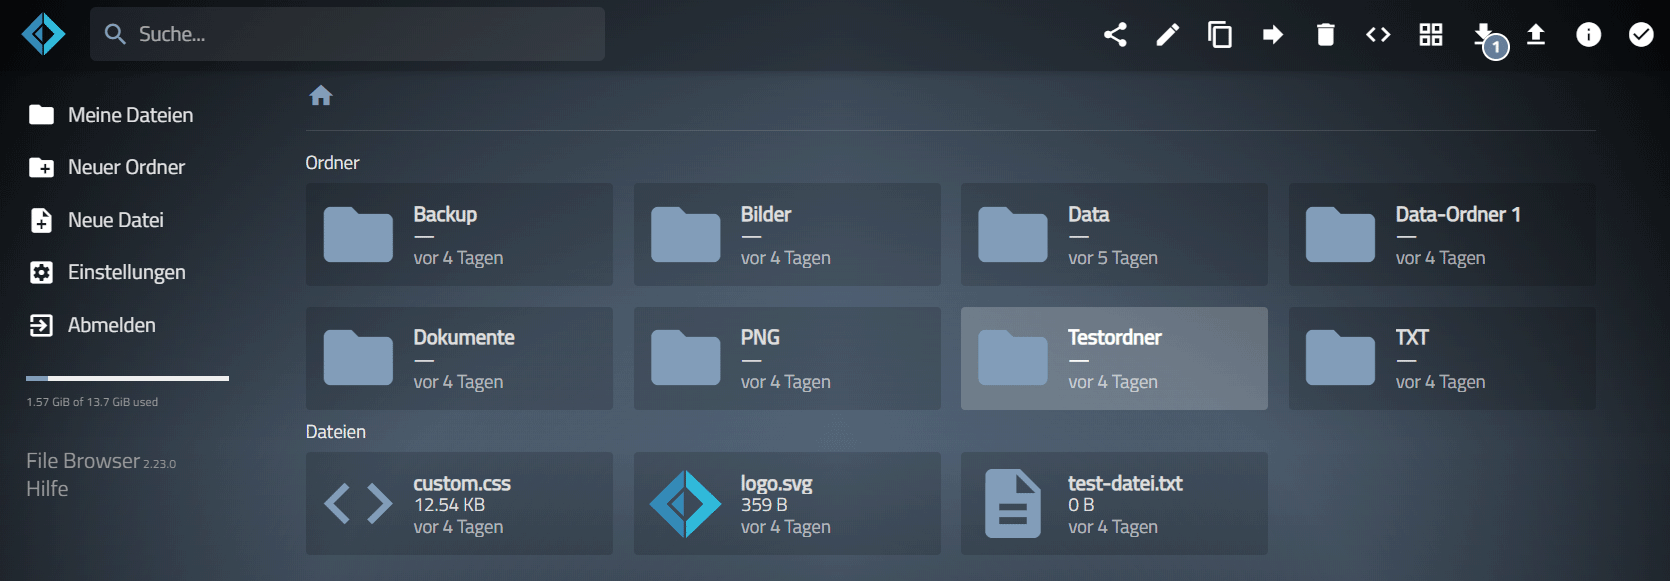 Suche...
1
Meine Dateien
Neuer Ordner
Neue Datei
Einstellungen
Abmelden
1.57 GiB of 13.7 GiB used
File Browser 2.23.0
Hilfe
Ordner
Backup
—
vor 4 Tagen
Bilder
—
vor 4 Tagen
Data
—
vor 5 Tagen
Data-Ordner 1
—
vor 4 Tagen
Dokumente
—
vor 4 Tagen
PNG
—
vor 4 Tagen
Testordner
—
vor 4 Tagen
TXT
—
vor 4 Tagen
Dateien
custom.css
12.54 KB
vor 4 Tagen
logo.svg
359 B
vor 4 Tagen
test-datei.txt
0 B
vor 4 Tagen